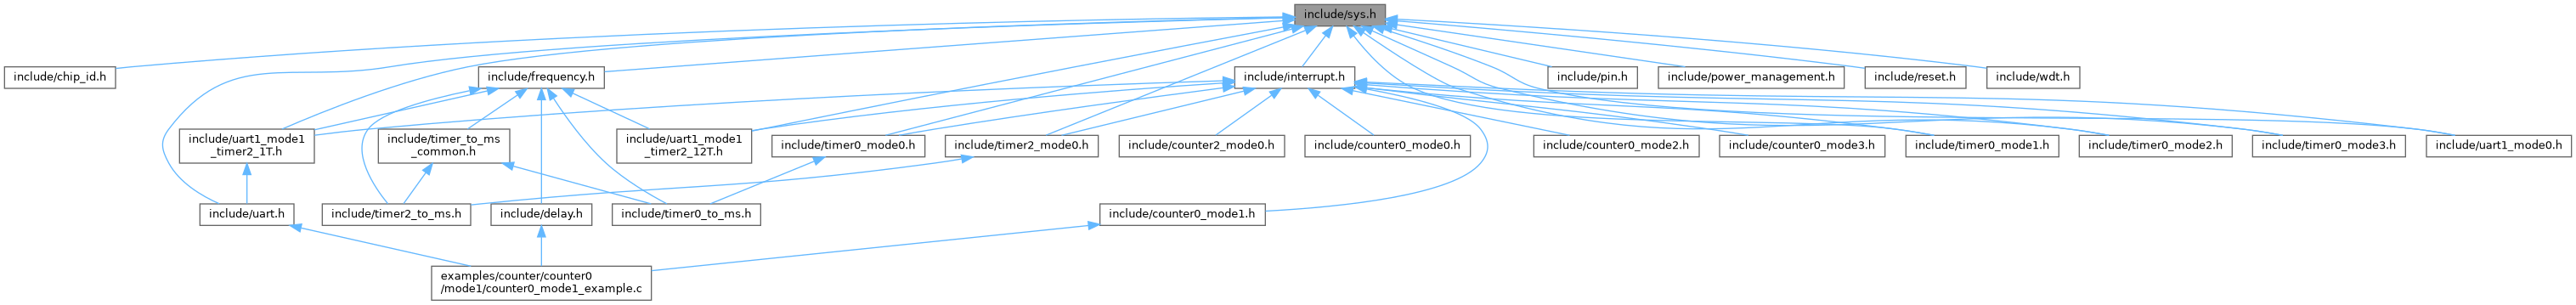 include/sys.h
include/chip_id.h
include/frequency.h
include/interrupt.h
include/pin.h
include/power_management.h
include/reset.h
include/wdt.h
include/uart1_mode1
_timer2_1T.h
include/timer_to_ms
_common.h
include/uart1_mode1
_timer2_12T.h
include/timer0_mode0.h
include/timer2_mode0.h
include/counter2_mode0.h
include/counter0_mode0.h
include/counter0_mode2.h
include/counter0_mode3.h
include/timer0_mode1.h
include/timer0_mode2.h
include/timer0_mode3.h
include/uart1_mode0.h
include/uart.h
include/timer2_to_ms.h
include/delay.h
include/timer0_to_ms.h
include/counter0_mode1.h
examples/counter/counter0
/mode1/counter0_mode1_example.c